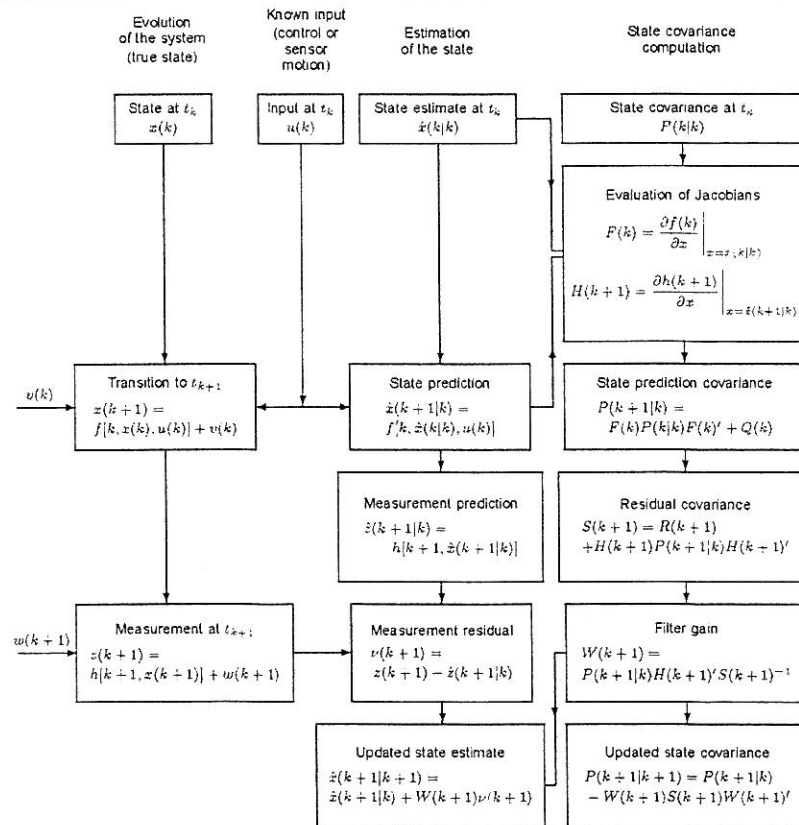 Evolution
of the system
(true state)
Known input
(control or
sensor
motion)
Estimation
of the state
State covariance
computation
State at t_k
x(k)
Input at t_k
u(k)
State estimate at t_k
x̂(k|k)
State covariance at t_k
P(k|k)
Evaluation of Jacobians
F(k) = ∂f(k)/∂x |x=x̂(k|k)
H(k+1) = ∂h(k+1)/∂x |x=x̂(k+1|k)
v(k)
Transition to t_{k+1}
x(k+1) =
f[k, x(k), u(k)] + v(k)
State prediction
x̂(k+1|k) =
f[k, x̂(k|k), u(k)]
State prediction covariance
P(k+1|k) =
F(k)P(k|k)F(k)′ + Q(k)
Measurement prediction
ẑ(k+1|k) =
h[k+1, x̂(k+1|k)]
Residual covariance
S(k+1) = R(k+1)
+H(k+1)P(k+1|k)H(k+1)′
w(k+1)
Measurement at t_{k+1}
z(k+1) =
h[k+1, x(k+1)] + w(k+1)
Measurement residual
ν(k+1) =
z(k+1) − ẑ(k+1|k)
Filter gain
W(k+1) =
P(k+1|k)H(k+1)′S(k+1)⁻¹
Updated state estimate
x̂(k+1|k+1) =
x̂(k+1|k) + W(k+1)ν(k+1)
Updated state covariance
P(k+1|k+1) = P(k+1|k)
− W(k+1)S(k+1)W(k+1)′